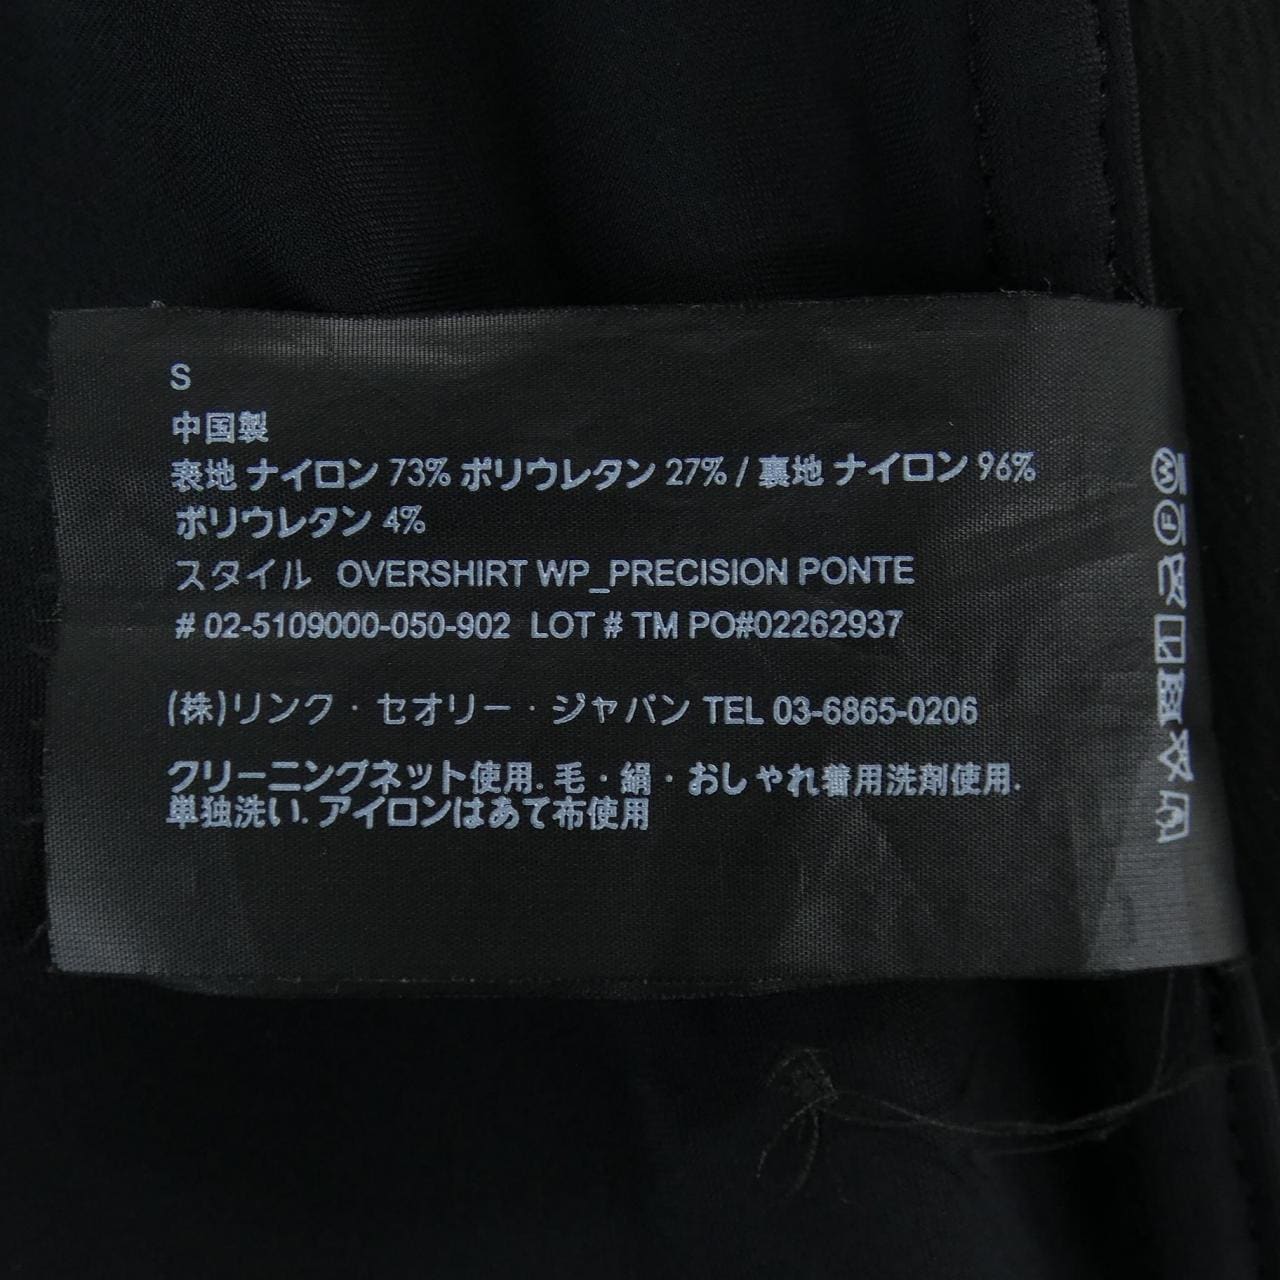 S
中国製
表地 ナイロン 73% ポリウレタン 27% / 裏地 ナイロン 96%
ポリウレタン 4%
スタイル OVERSHIRT WP_PRECISION PONTE
# 02-5109000-050-902 LOT # TM PO#02262937
(株)リンク・セオリー・ジャパン TEL 03-6865-0206
クリーニングネット使用.毛・絹・おしゃれ着用洗剤使用.
単独洗い.アイロンはあて布使用
W
F